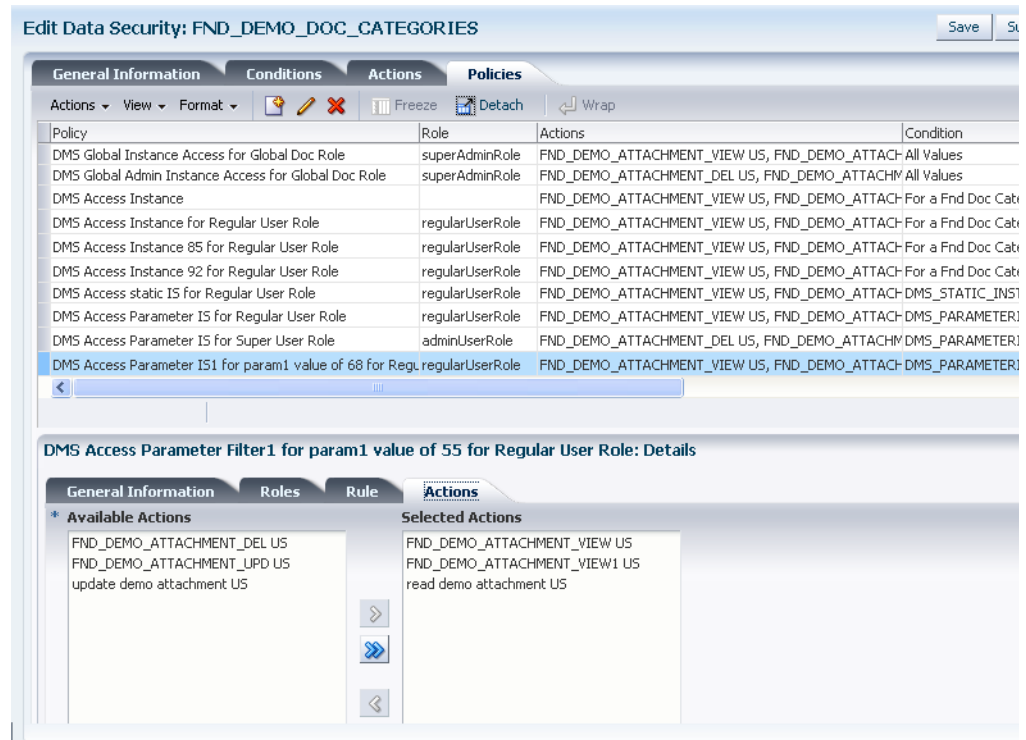 Edit Data Security: FND_DEMO_DOC_CATEGORIES Save Su
General Information Conditions Actions Policies
Actions View Format Freeze Detach Wrap
Policy Role Actions Condition
DMS Global Instance Access for Global Doc Role superAdminRole FND_DEMO_ATTACHMENT_VIEW US, FND_DEMO_ATTACH All Values
DMS Global Admin Instance Access for Global Doc Role superAdminRole FND_DEMO_ATTACHMENT_DEL US, FND_DEMO_ATTACHM All Values
DMS Access Instance FND_DEMO_ATTACHMENT_VIEW US, FND_DEMO_ATTACH For a Fnd Doc Cate
DMS Access Instance for Regular User Role regularUserRole FND_DEMO_ATTACHMENT_VIEW US, FND_DEMO_ATTACH For a Fnd Doc Cate
DMS Access Instance 85 for Regular User Role regularUserRole FND_DEMO_ATTACHMENT_VIEW US, FND_DEMO_ATTACH For a Fnd Doc Cate
DMS Access Instance 92 for Regular User Role regularUserRole FND_DEMO_ATTACHMENT_VIEW US, FND_DEMO_ATTACH For a Fnd Doc Cate
DMS Access static IS for Regular User Role regularUserRole FND_DEMO_ATTACHMENT_VIEW US, FND_DEMO_ATTACH DMS_STATIC_INST
DMS Access Parameter IS for Regular User Role regularUserRole FND_DEMO_ATTACHMENT_VIEW US, FND_DEMO_ATTACH DMS_PARAMETERI
DMS Access Parameter IS for Super User Role adminUserRole FND_DEMO_ATTACHMENT_DEL US, FND_DEMO_ATTACHM DMS_PARAMETERI
DMS Access Parameter IS1 for param1 value of 68 for Regu regularUserRole FND_DEMO_ATTACHMENT_VIEW US, FND_DEMO_ATTACH DMS_PARAMETERI
DMS Access Parameter Filter1 for param1 value of 55 for Regular User Role: Details
General Information Roles Rule Actions
* Available Actions Selected Actions
FND_DEMO_ATTACHMENT_DEL US FND_DEMO_ATTACHMENT_VIEW US
FND_DEMO_ATTACHMENT_UPD US FND_DEMO_ATTACHMENT_VIEW1 US
update demo attachment US read demo attachment US